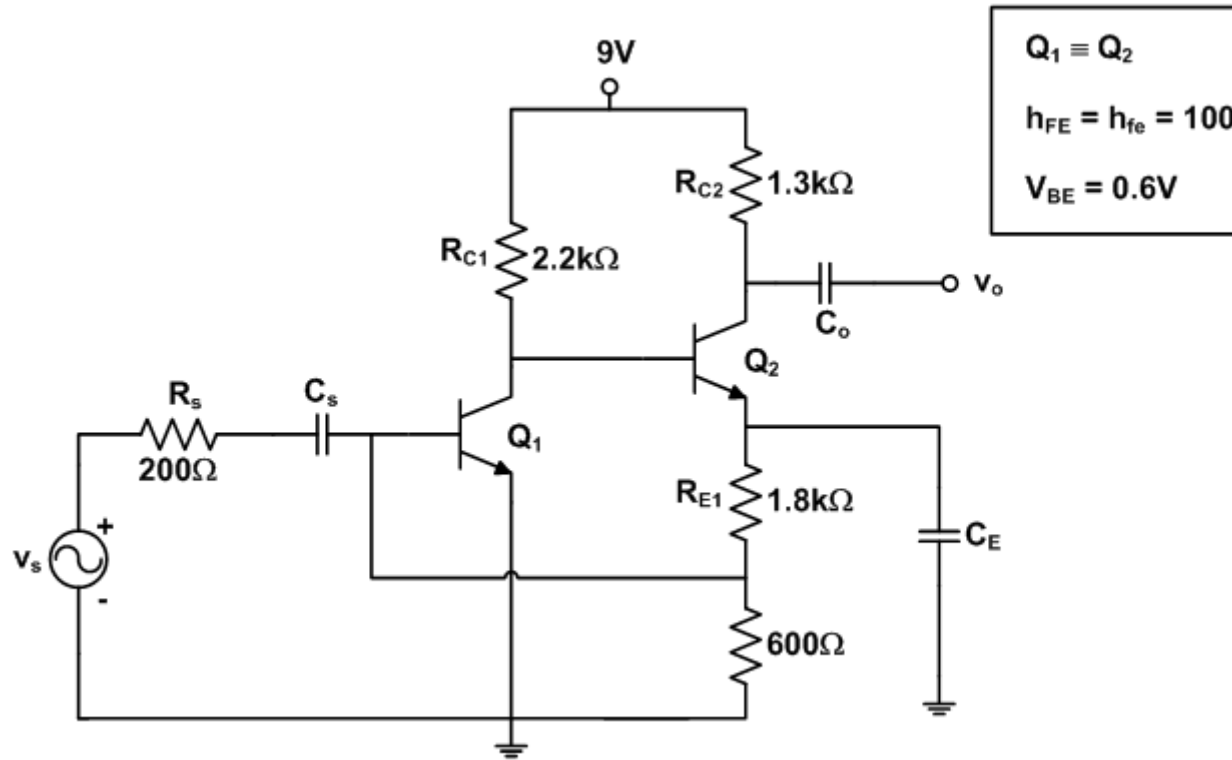 Q₁ ≡ Q₂
h_FE = h_fe = 100
V_BE = 0.6V
9V
R_C2 1.3kΩ
R_C1 2.2kΩ
v_o
C_o
Q₂
R_s
C_s
Q₁
200Ω
R_E1 1.8kΩ
C_E
v_s
+
-
600Ω